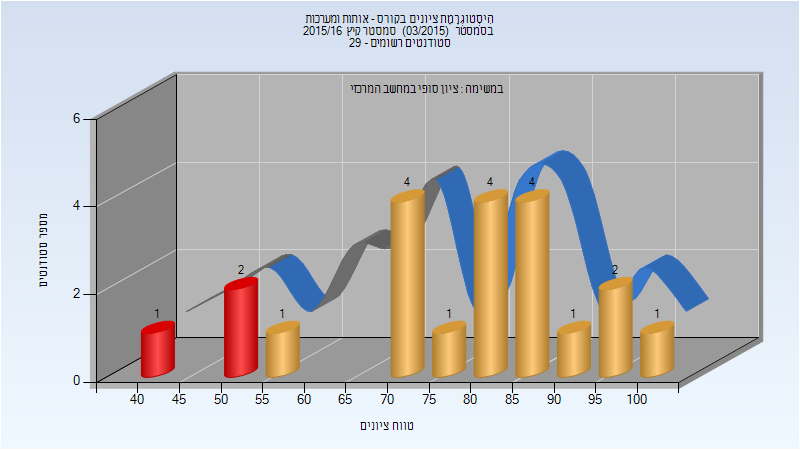 היסטוגרמת ציונים בקורס - אותות ומערכות
בסמסטר (03/2015) סמסטר קיץ 2015/16
סטודנטים רשומים - 29
במשימה : ציון סופי במחשב המרכזי
מספר סטודנטים
6
4
2
0
1
2
1
4
1
4
4
1
2
1
40 45 50 55 60 65 70 75 80 85 90 95 100
טווח ציונים